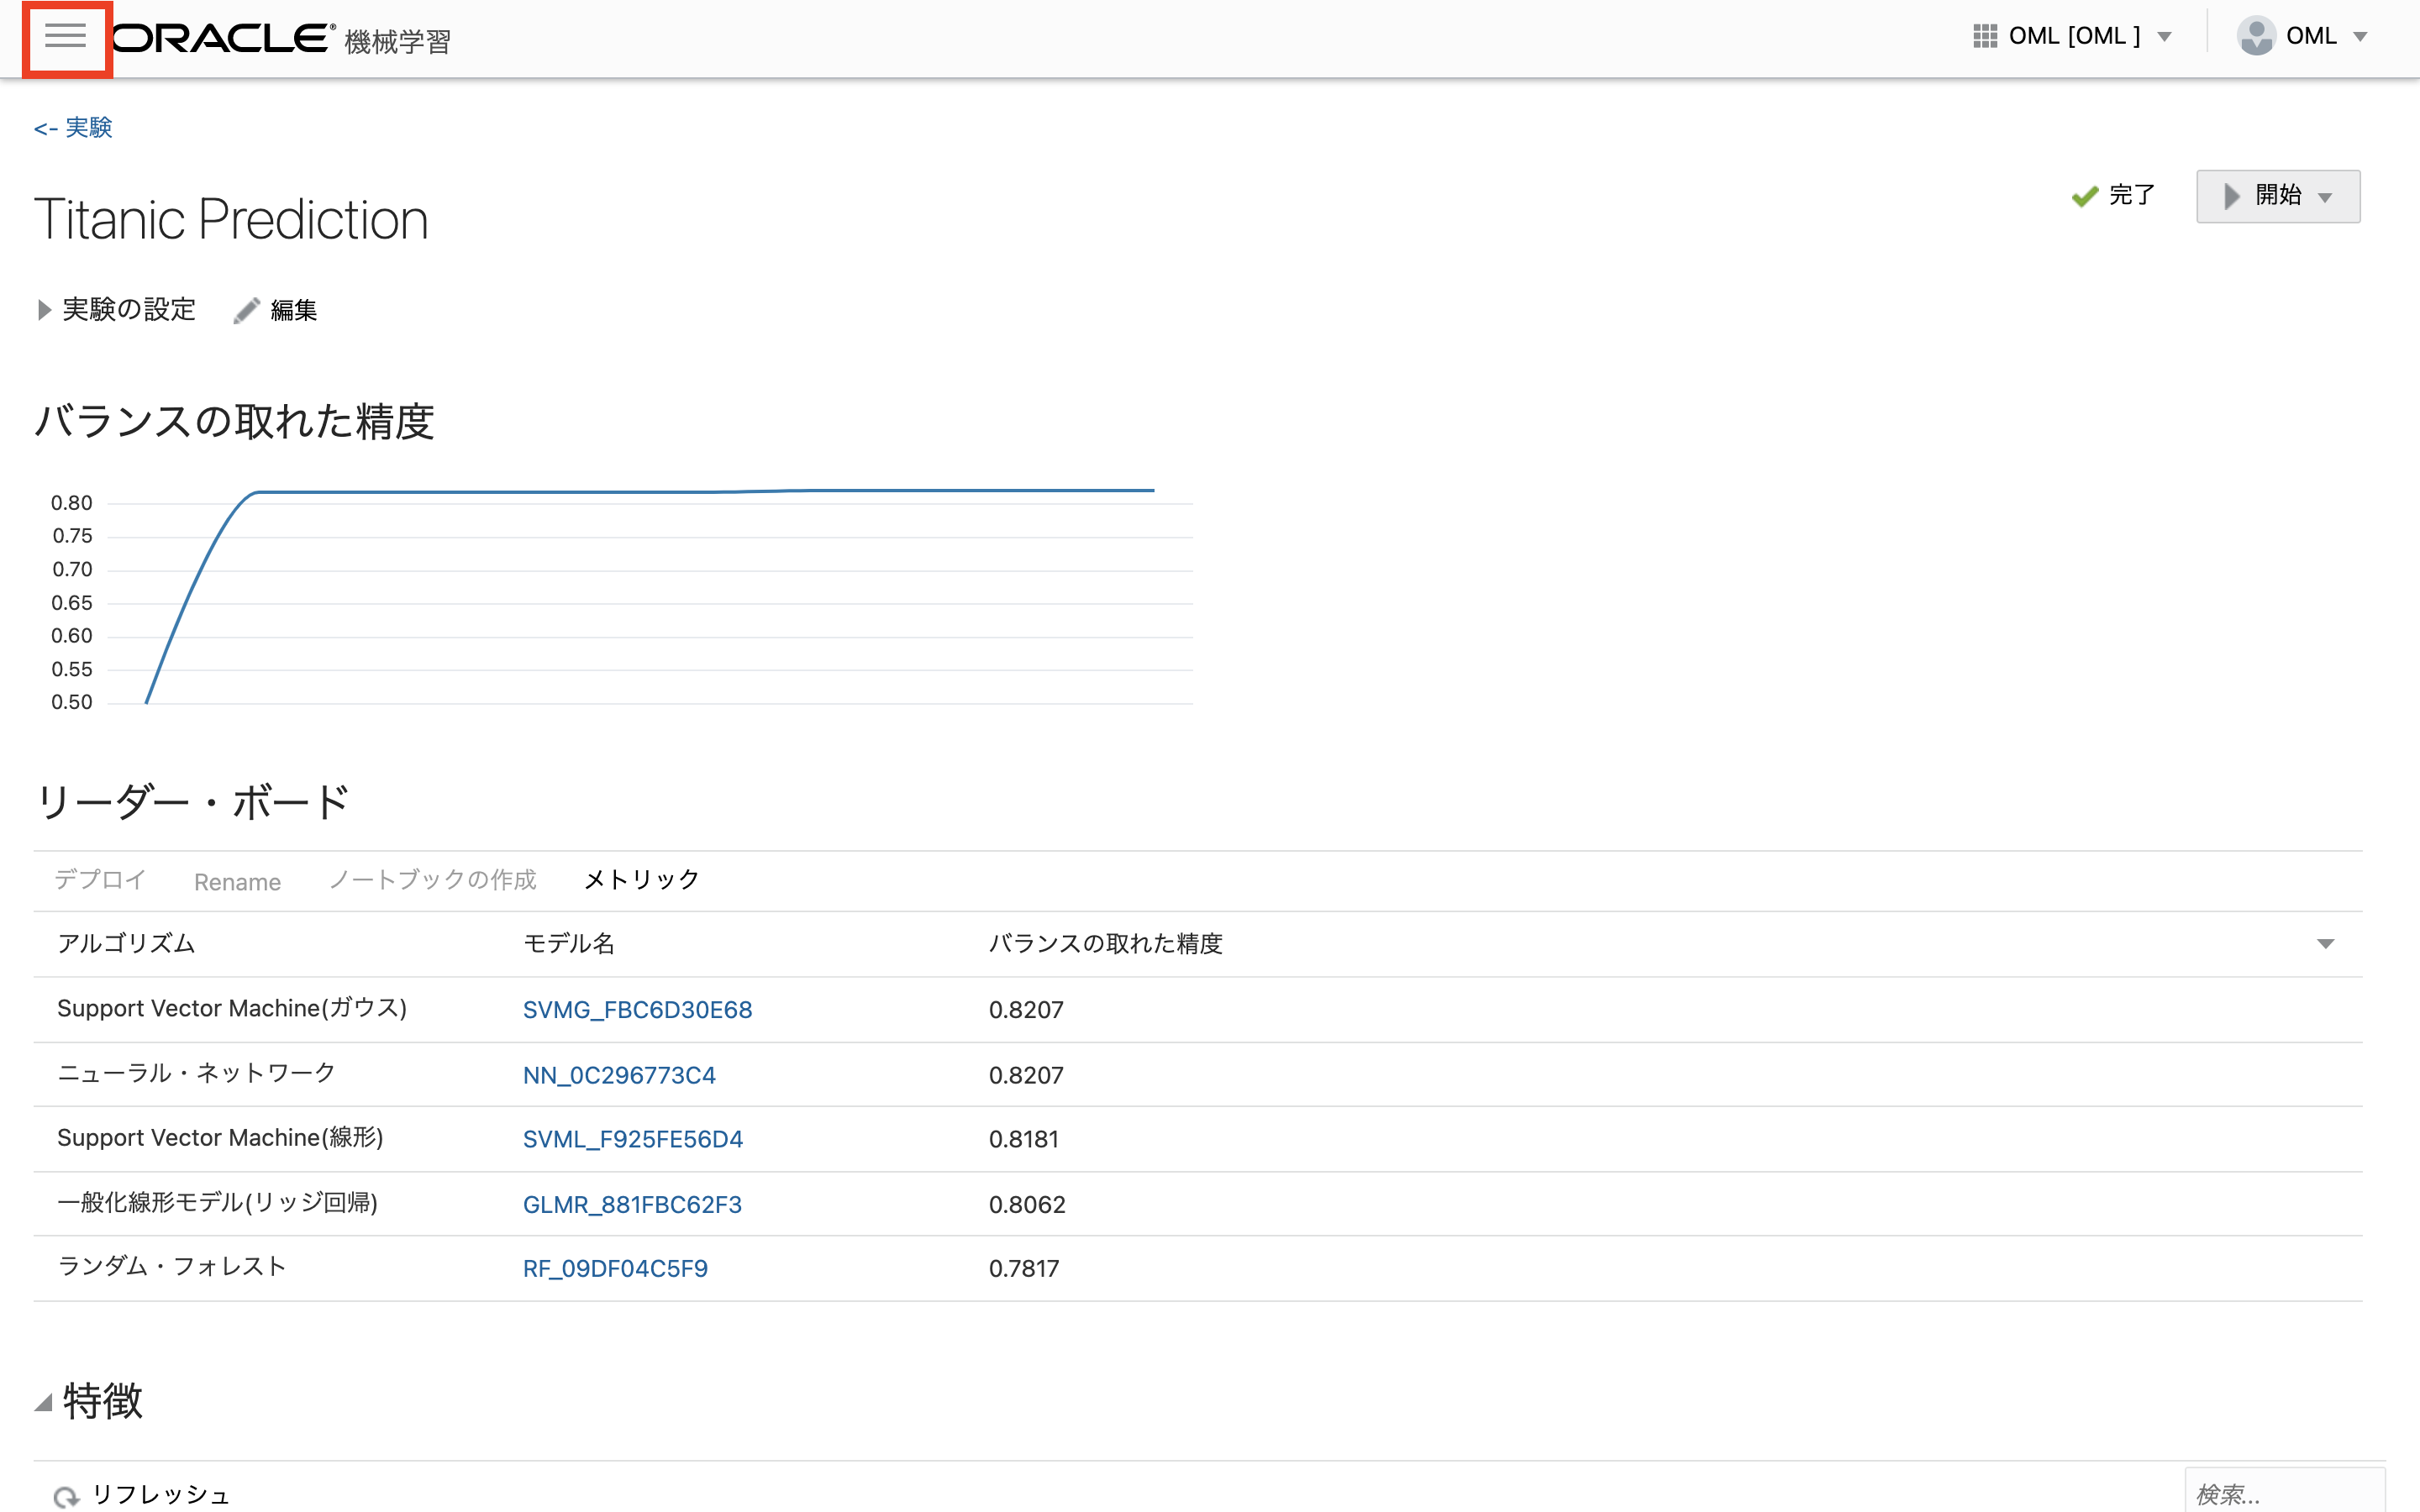 ORACLE® 機械学習
OML [OML ]
OML
<- 実験
Titanic Prediction
完了
開始
実験の設定
編集
バランスの取れた精度
0.80
0.75
0.70
0.65
0.60
0.55
0.50
リーダー・ボード
デプロイ Rename ノートブックの作成 メトリック
アルゴリズム モデル名 バランスの取れた精度
Support Vector Machine(ガウス) SVMG_FBC6D30E68 0.8207
ニューラル・ネットワーク NN_0C296773C4 0.8207
Support Vector Machine(線形) SVML_F925FE56D4 0.8181
一般化線形モデル(リッジ回帰) GLMR_881FBC62F3 0.8062
ランダム・フォレスト RF_09DF04C5F9 0.7817
特徴
リフレッシュ
検索...